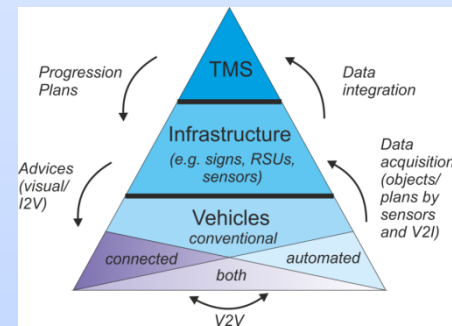 TMS
Progression
Plans
Data
integration
Infrastructure
(e.g. signs, RSUs,
sensors)
Advices
(visual/
I2V)
Data
acquisition
(objects/
plans by
sensors
and V2I)
Vehicles
conventional
connected
automated
both
V2V